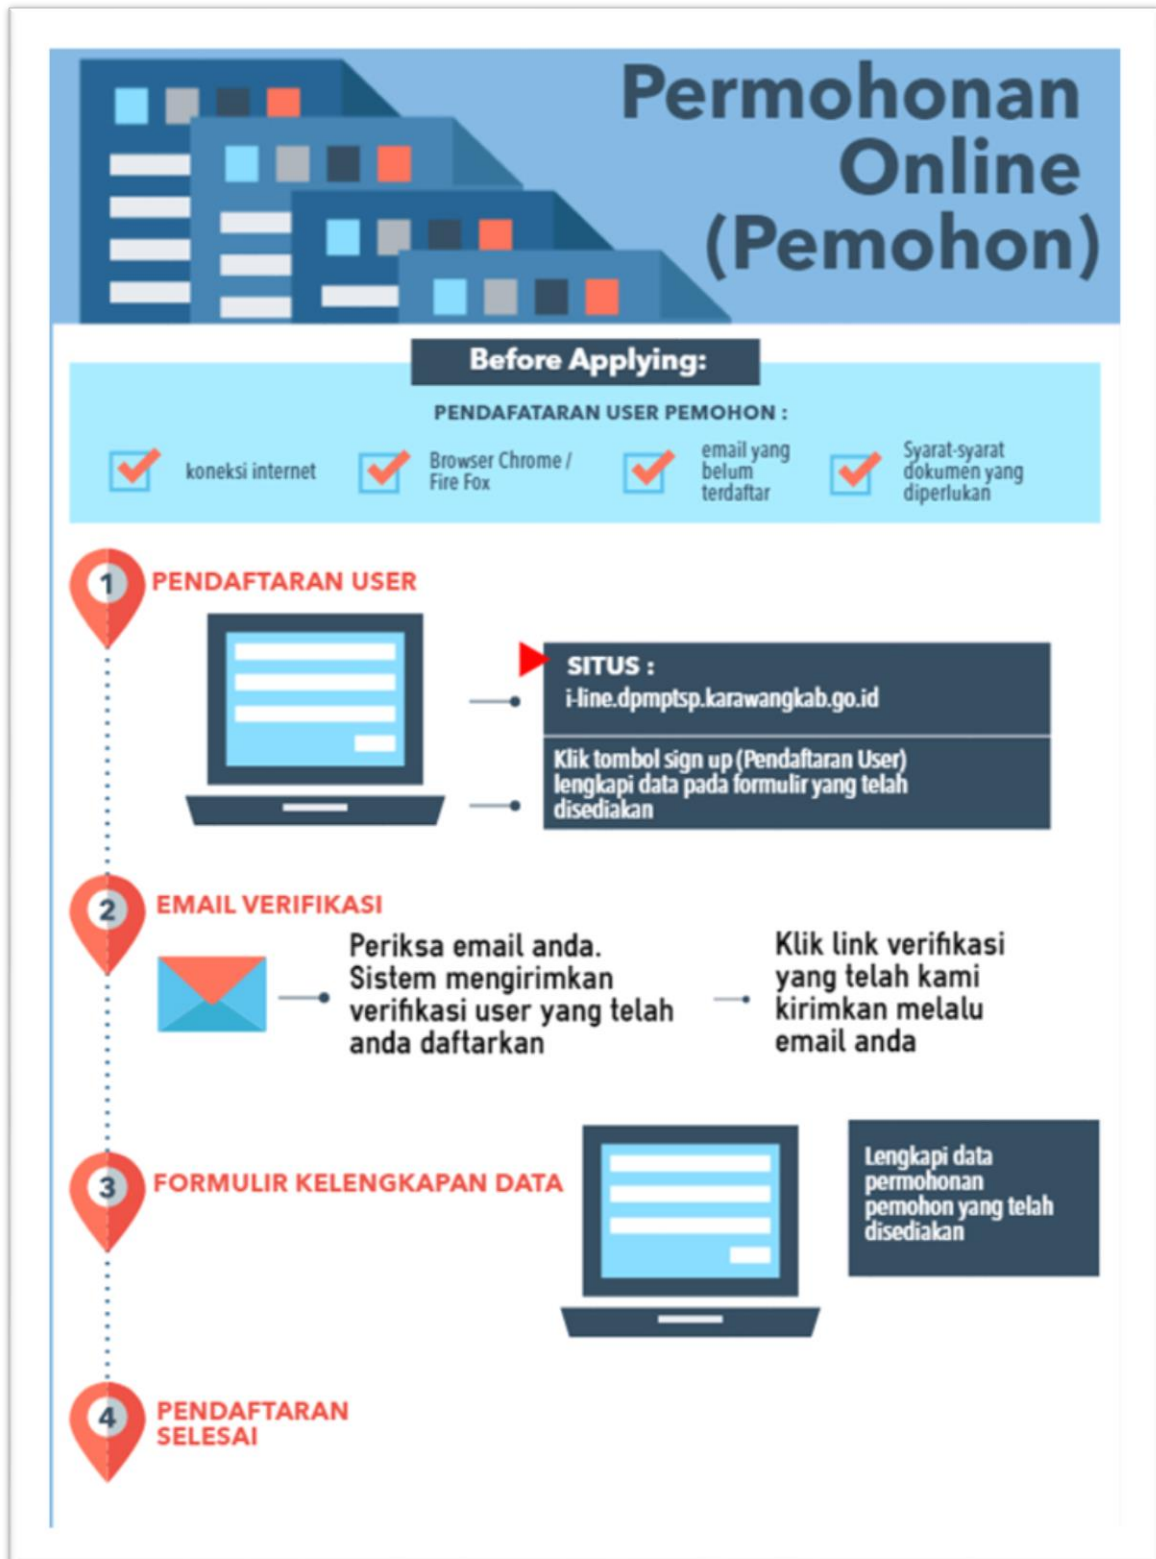 Permohonan
Online
(Pemohon)
Before Applying:
PENDAFATARAN USER PEMOHON :
koneksi internet
Browser Chrome /
Fire Fox
email yang
belum
terdaftar
Syarat-syarat
dokumen yang
diperlukan
1
PENDAFTARAN USER
SITUS :
i-line.dpmptsp.karawangkab.go.id
Klik tombol sign up (Pendaftaran User)
lengkapi data pada formulir yang telah
disediakan
2
EMAIL VERIFIKASI
Periksa email anda.
Sistem mengirimkan
verifikasi user yang telah
anda daftarkan
Klik link verifikasi
yang telah kami
kirimkan melalu
email anda
3
FORMULIR KELENGKAPAN DATA
Lengkapi data
permohonan
pemohon yang telah
disediakan
4
PENDAFTARAN
SELESAI